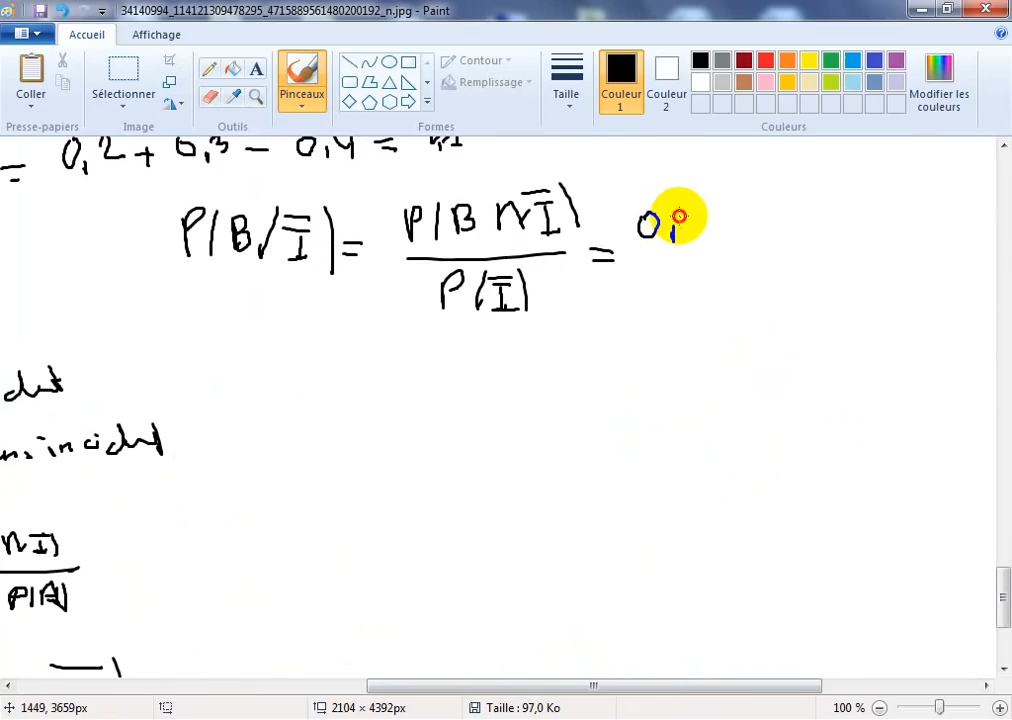 34140994_114121309478295_4715889561480200192_n.jpg - Paint
Accueil Affichage
Coller
Sélectionner
Pinceaux
Contour
Remplissage
Taille
Couleur 1
Couleur 2
Modifier les couleurs
Presse-papiers Image Outils Formes Couleurs
= 0,2 + 0,3 - 0,4 =
P(B/I̅) = P(B ∩ I̅) / P(I̅) = 0,
∩ I̅)
P(A)
1449, 3659px 2104 × 4392px Taille : 97,0 Ko 100 %